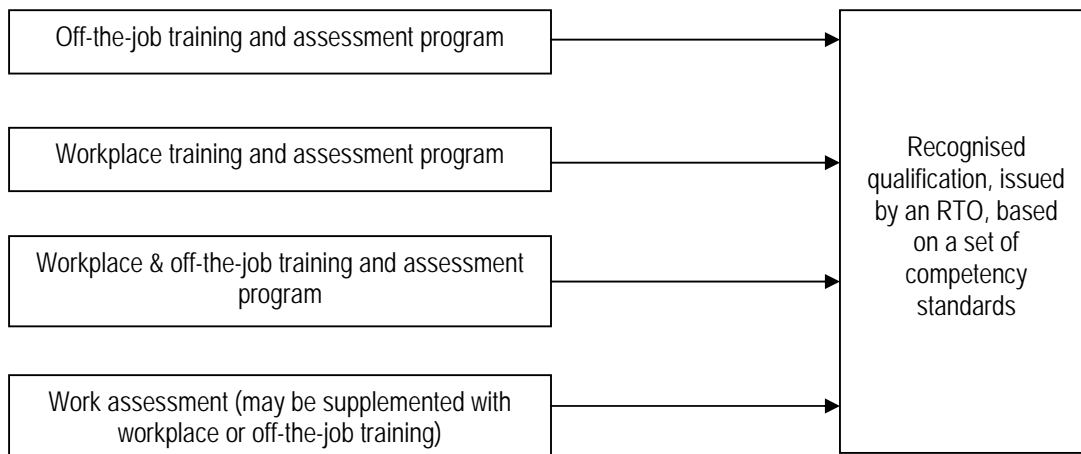 Off-the-job training and assessment program
Workplace training and assessment program
Workplace & off-the-job training and assessment
program
Work assessment (may be supplemented with
workplace or off-the-job training)
Recognised
qualification, issued
by an RTO, based
on a set of
competency
standards